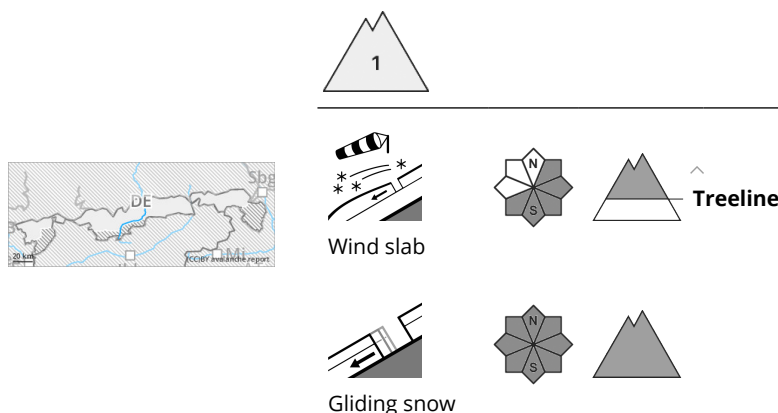 1
N
S
Treeline
Wind slab
Sbg
DE
Mi
20 km
(CC)BY avalanche.report
N
S
Gliding snow